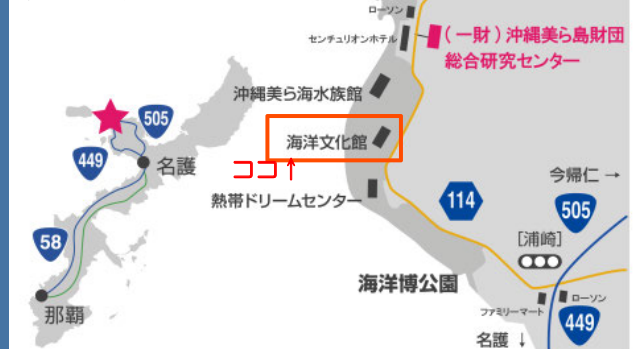 ローソン
センチュリオンホテル
(一財)沖縄美ら島財団
総合研究センター
沖縄美ら海水族館
海洋文化館
ココ↑
熱帯ドリームセンター
505
449
名護
58
那覇
114
今帰仁→
505
[浦崎]
海洋博公園
ファミリーマート
ローソン
449
名護↓